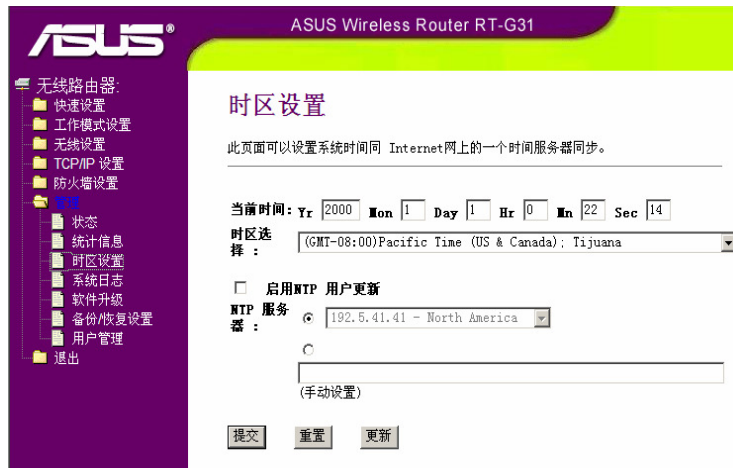 ASUS Wireless Router RT-G31
ASUS®
无线路由器:
快速设置
工作模式设置
无线设置
TCP/IP 设置
防火墙设置
管理
状态
统计信息
时区设置
系统日志
软件升级
备份/恢复设置
用户管理
退出
时区设置
此页面可以设置系统时间同 Internet网上的一个时间服务器同步。
当前时间: Yr 2000 Mon 1 Day 1 Hr 0 Mn 22 Sec 14
时区选择 : (GMT-08:00)Pacific Time (US & Canada); Tijuana
启用NTP 用户更新
NTP 服务器 : 192.5.41.41 - North America
(手动设置)
提交 重置 更新